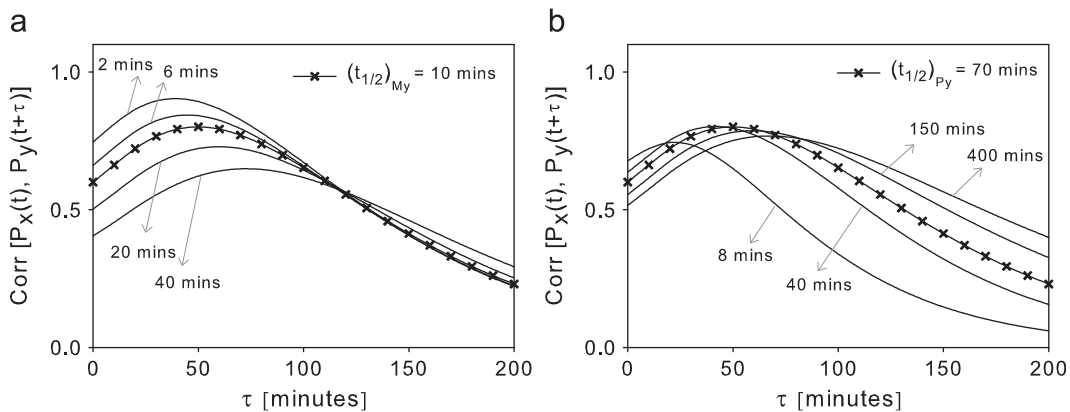 a
Corr [Px(t), Py(t+τ)]
1.0
0.5
0.0
2 mins
6 mins
(t1/2)My = 10 mins
20 mins
40 mins
0 50 100 150 200
τ [minutes]
b
Corr [Px(t), Py(t+τ)]
1.0
0.5
0.0
(t1/2)Py = 70 mins
150 mins
400 mins
8 mins
40 mins
0 50 100 150 200
τ [minutes]